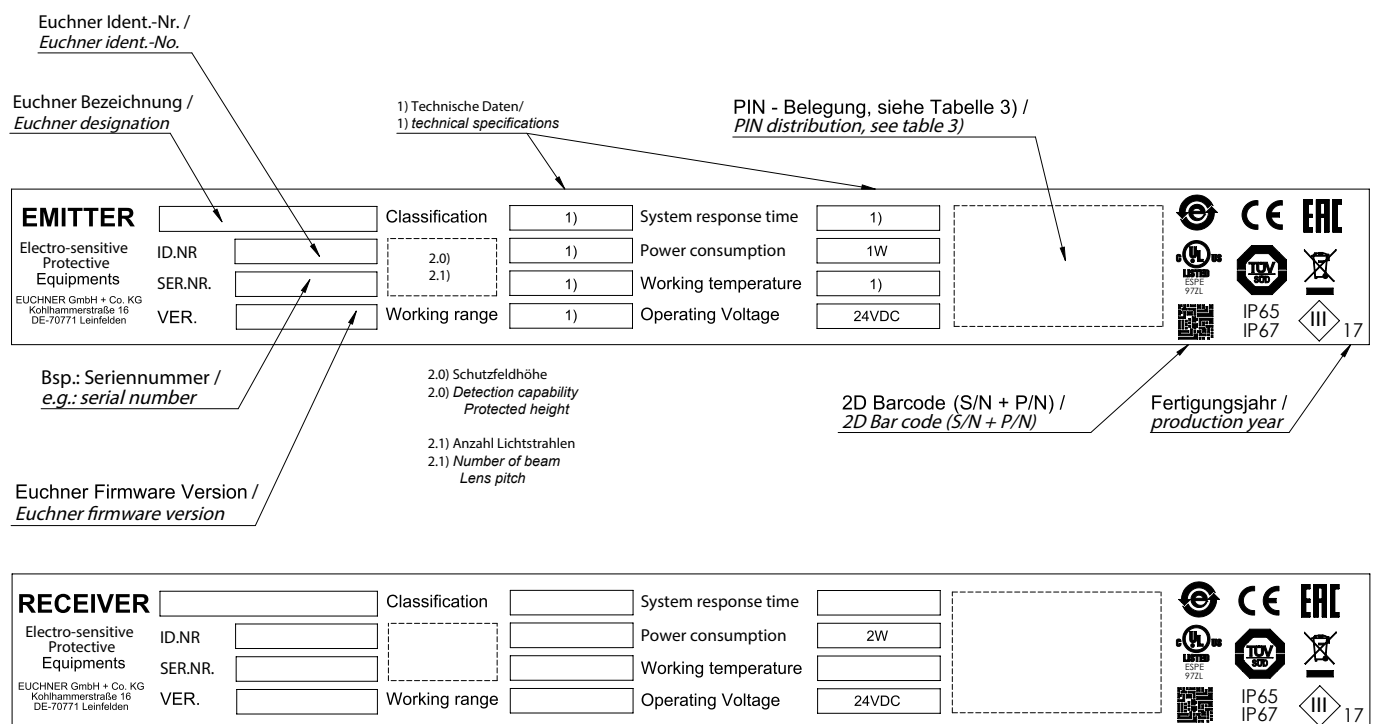 Euchner Ident.-Nr. /
Euchner ident.-No.
Euchner Bezeichnung /
Euchner designation
1) Technische Daten/
1) technical specifications
PIN - Belegung, siehe Tabelle 3) /
PIN distribution, see table 3)
EMITTER
Electro-sensitive
Protective
Equipments
EUCHNER GmbH + Co. KG
Kohlhammerstraße 16
DE-70771 Leinfelden
ID.NR
SER.NR.
VER.
Classification 1)
2.0) 1)
2.1) 1)
Working range 1)
System response time 1)
Power consumption 1W
Working temperature 1)
Operating Voltage 24VDC
e CE EAC
C UL US
LISTED
ESPE
97ZL
TÜV
SÜD
IP65
IP67
III
17
Bsp.: Seriennummer /
e.g.: serial number
2.0) Schutzfeldhöhe
2.0) Detection capability
Protected height
2.1) Anzahl Lichtstrahlen
2.1) Number of beam
Lens pitch
2D Barcode (S/N + P/N) /
2D Bar code (S/N + P/N)
Fertigungsjahr /
production year
Euchner Firmware Version /
Euchner firmware version
RECEIVER
Electro-sensitive
Protective
Equipments
EUCHNER GmbH + Co. KG
Kohlhammerstraße 16
DE-70771 Leinfelden
ID.NR
SER.NR.
VER.
Classification
Working range
System response time
Power consumption 2W
Working temperature
Operating Voltage 24VDC
e CE EAC
C UL US
LISTED
ESPE
97ZL
TÜV
SÜD
IP65
IP67
III
17